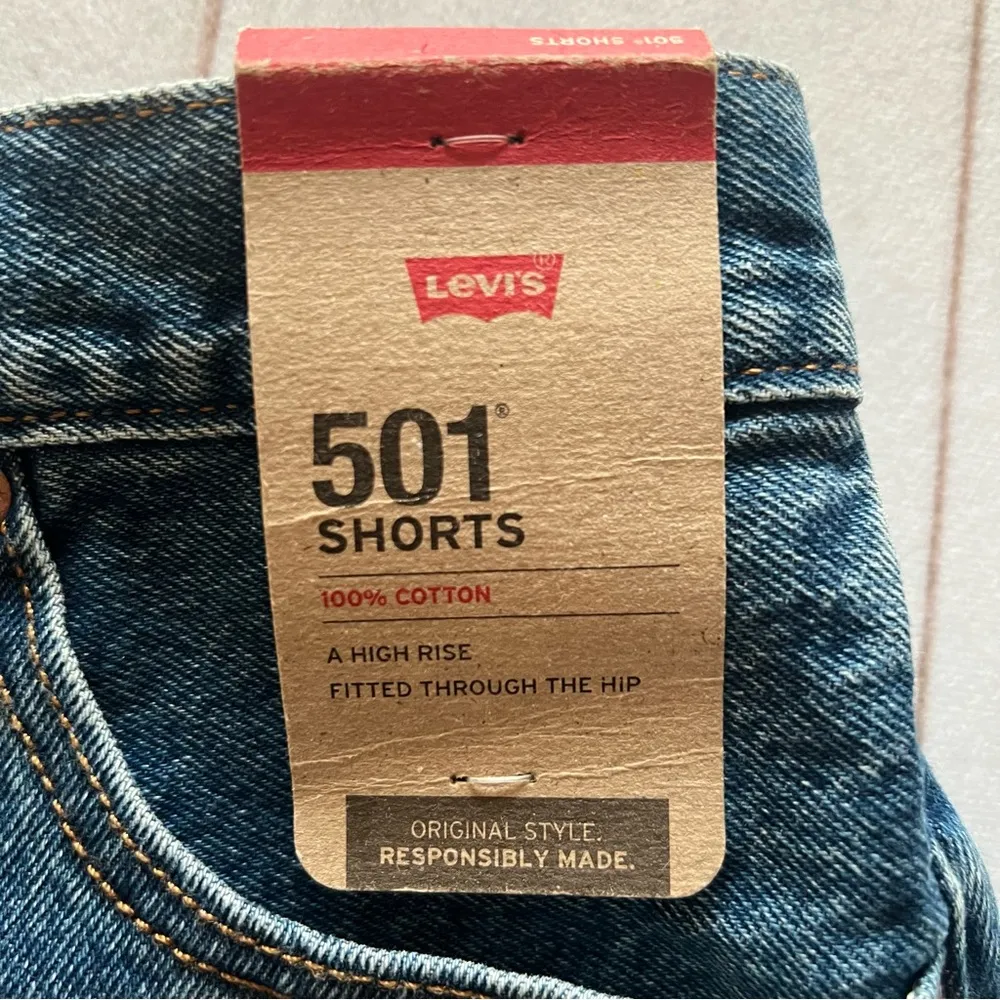 501® SHORTS
LEVI'S®
501®
SHORTS
100% COTTON
A HIGH RISE
FITTED THROUGH THE HIP
ORIGINAL STYLE.
RESPONSIBLY MADE.